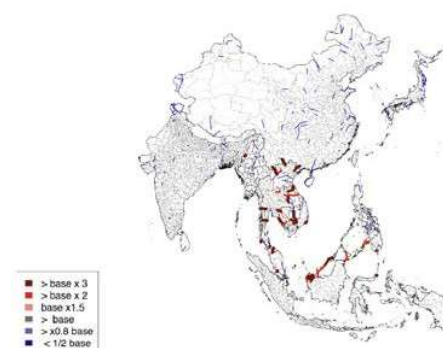 > base x 3
> base x 2
base x1.5
> base
> x0.8 base
< 1/2 base